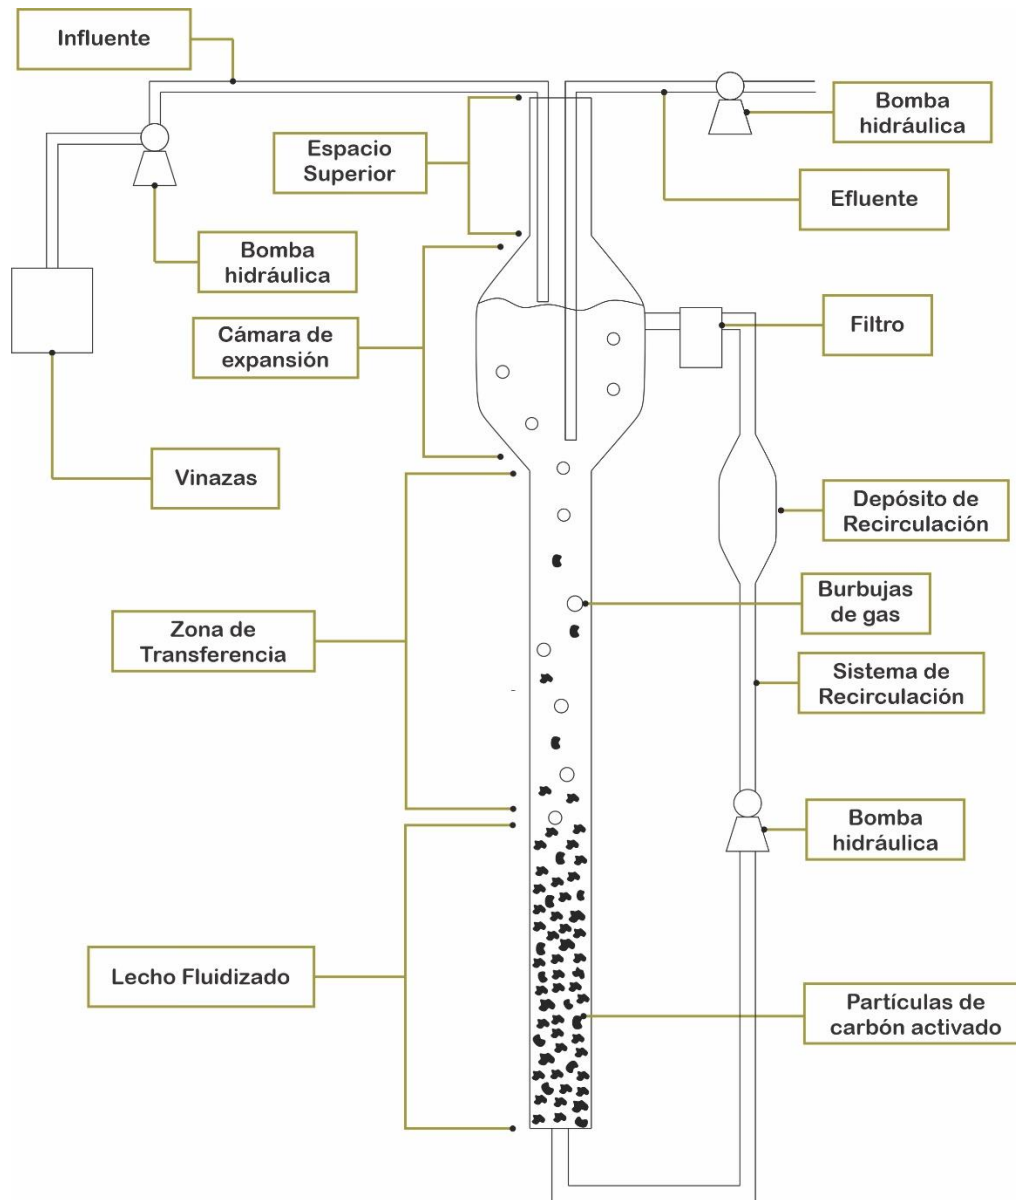 Influente
Bomba
hidráulica
Espacio
Superior
Efluente
Bomba
hidráulica
Filtro
Cámara de
expansión
Vinazas
Depósito de
Recirculación
Burbujas
de gas
Zona de
Transferencia
Sistema de
Recirculación
Bomba
hidráulica
Lecho Fluidizado
Partículas de
carbón activado